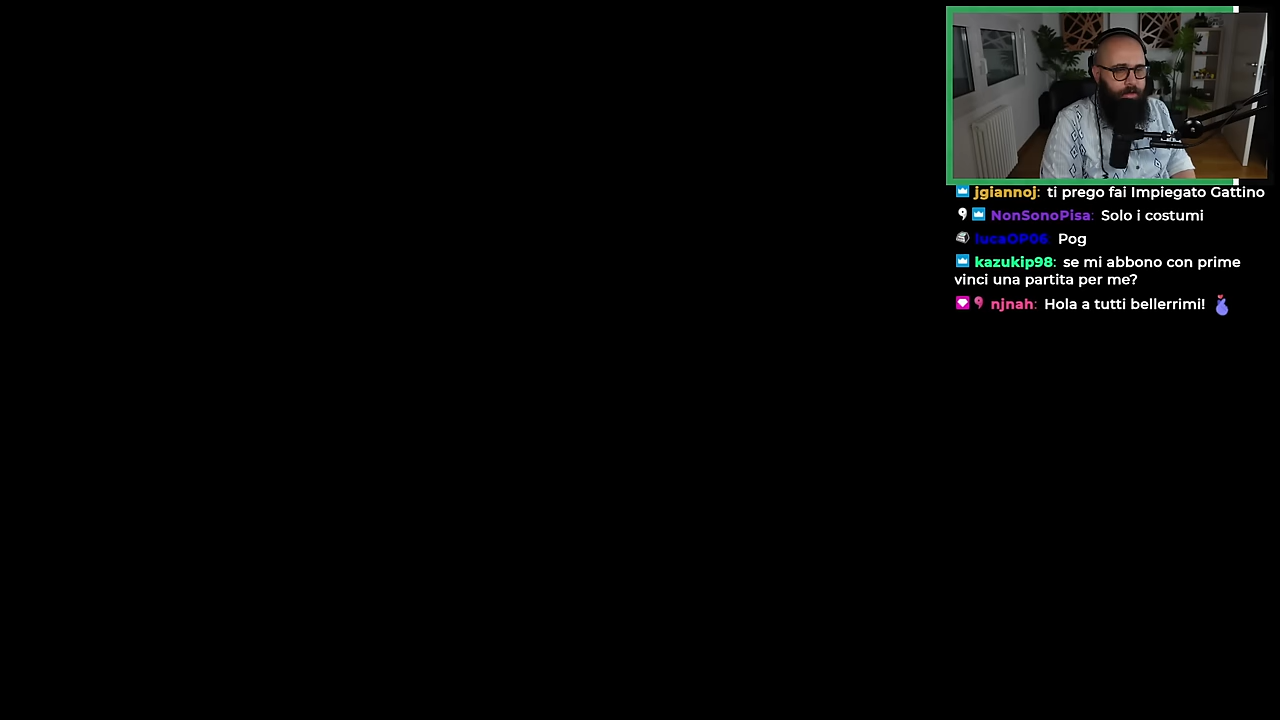 jgiannoj: ti prego fai Impiegato Gattino
NonSonoPisa: Solo i costumi
lucaOP06 Pog
kazukip98: se mi abbono con prime
vinci una partita per me?
njnah: Hola a tutti bellerrimi!